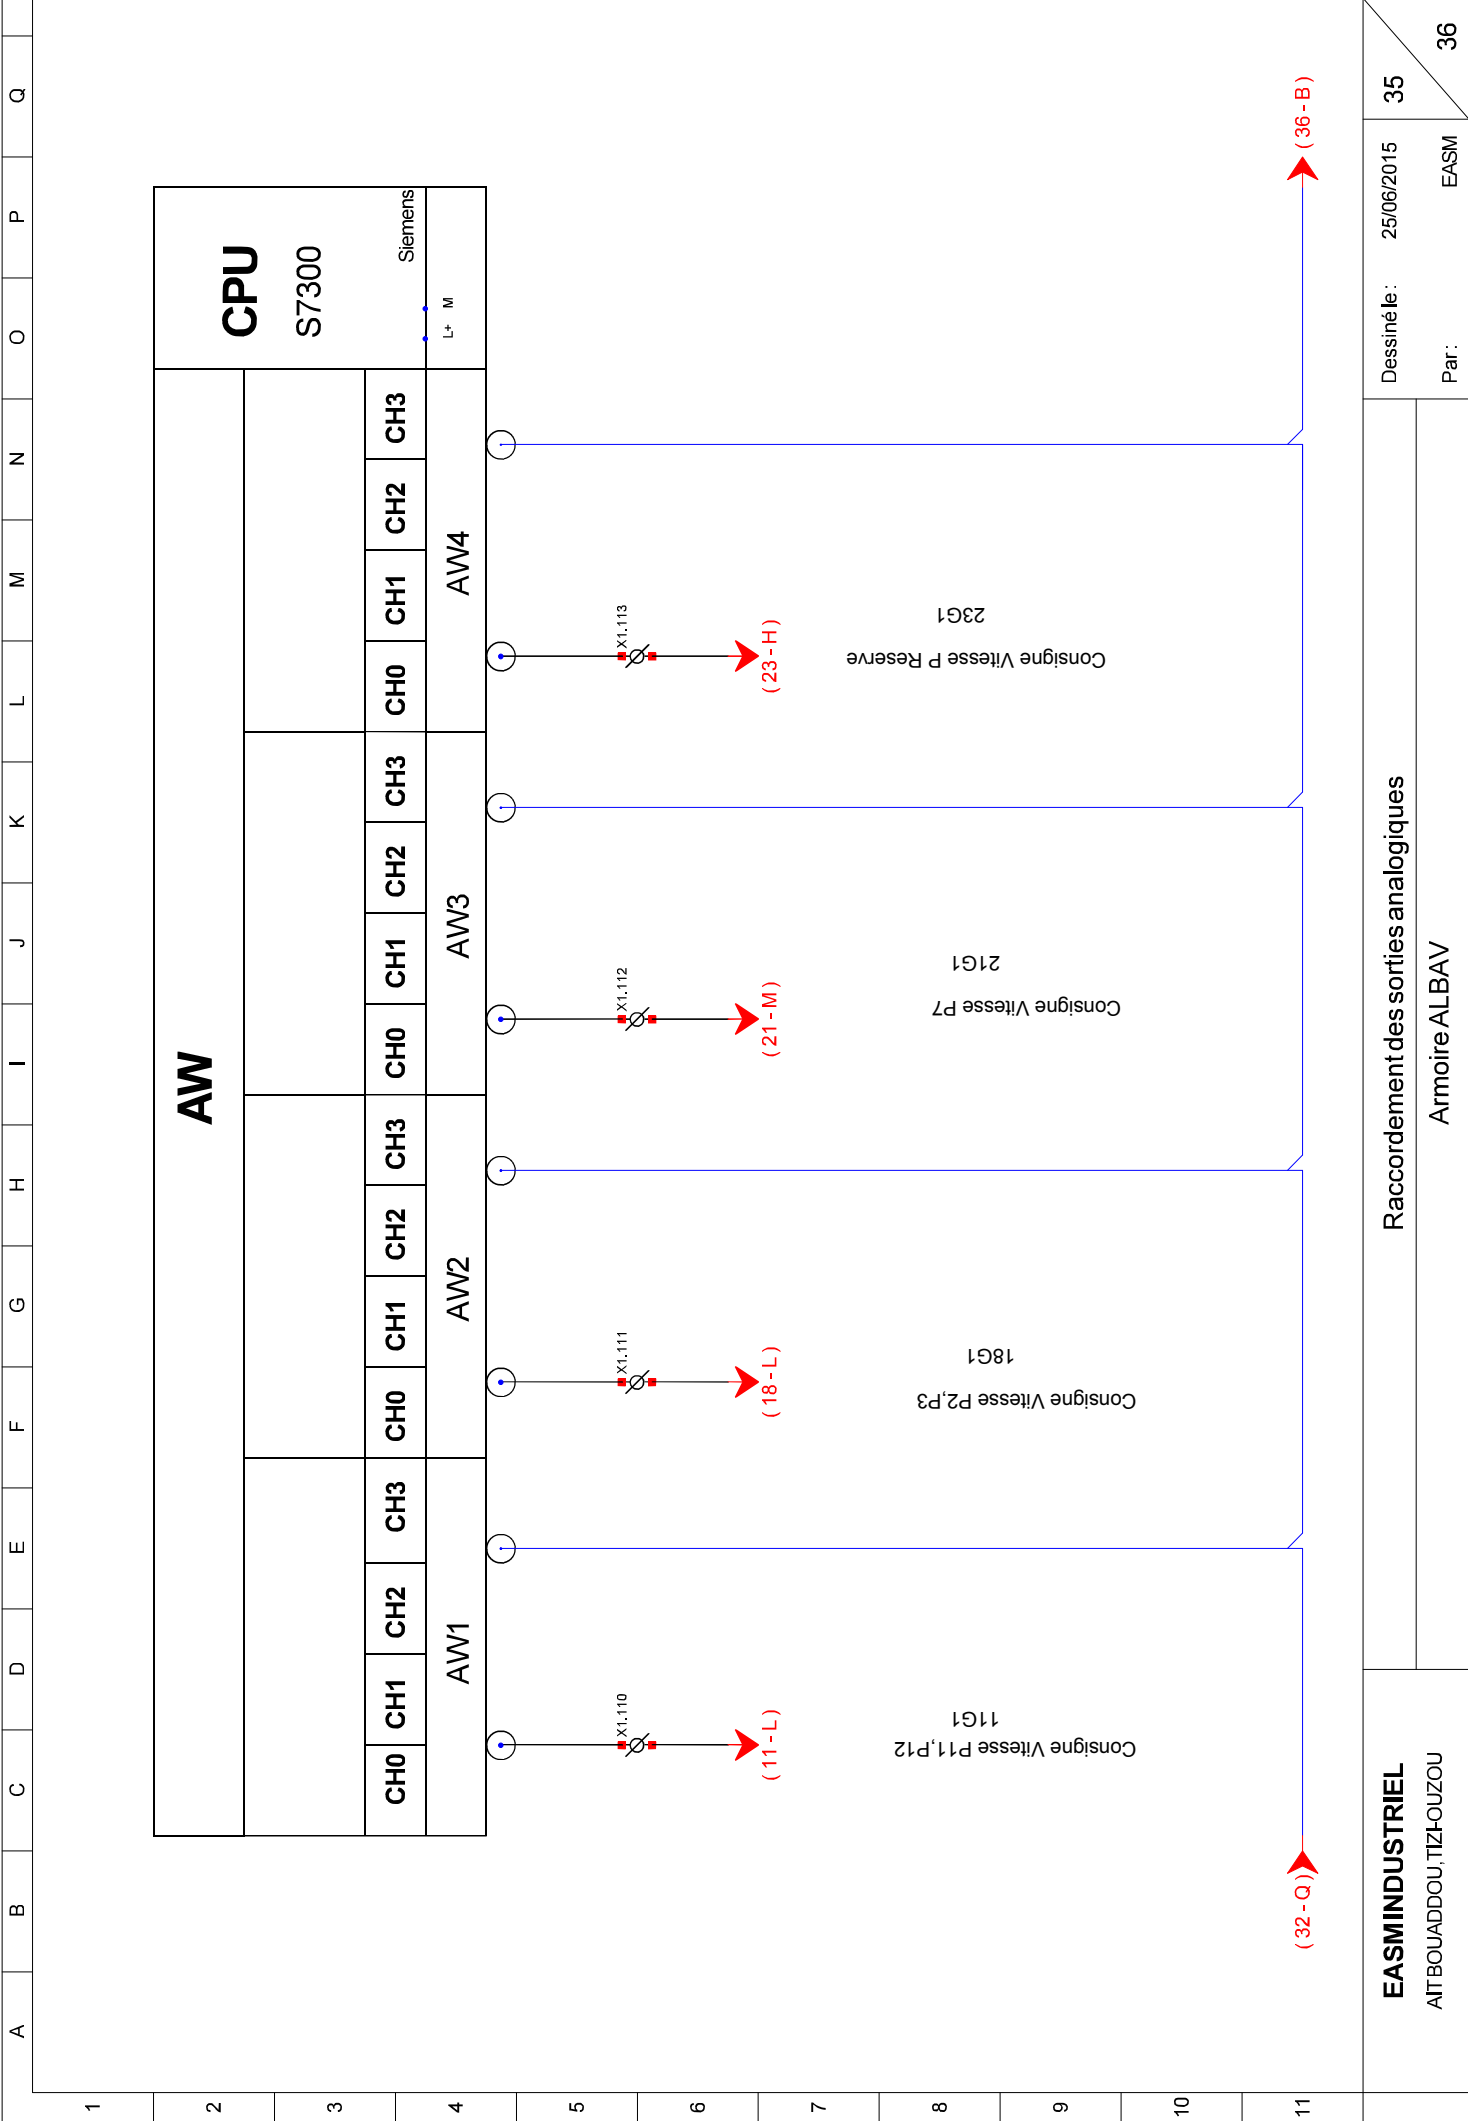 A B C D E F G H I J K L M N O P Q
1
2
3
4
5
6
7
8
9
10
11
AW
CPU
S7300
Siemens
L+ M
CH0 CH1 CH2 CH3 CH0 CH1 CH2 CH3 CH0 CH1 CH2 CH3 CH0 CH1 CH2 CH3
AW1 AW2 AW3 AW4
X1.110 X1.111 X1.112 X1.113
( 11 - L ) ( 18 - L ) ( 21 - M ) ( 23 - H )
Consigne Vitesse P11,P12
11G1
Consigne Vitesse P2,P3
18G1
Consigne Vitesse P7
21G1
Consigne Vitesse P Reserve
23G1
( 32 - Q ) ( 36 - B )
EASM INDUSTRIEL
AIT BOUADDOU,TIZI-OUZOU
Raccordement des sorties analogiques
Armoire ALBAV
Dessiné le : 25/06/2015
Par : EASM
35
36